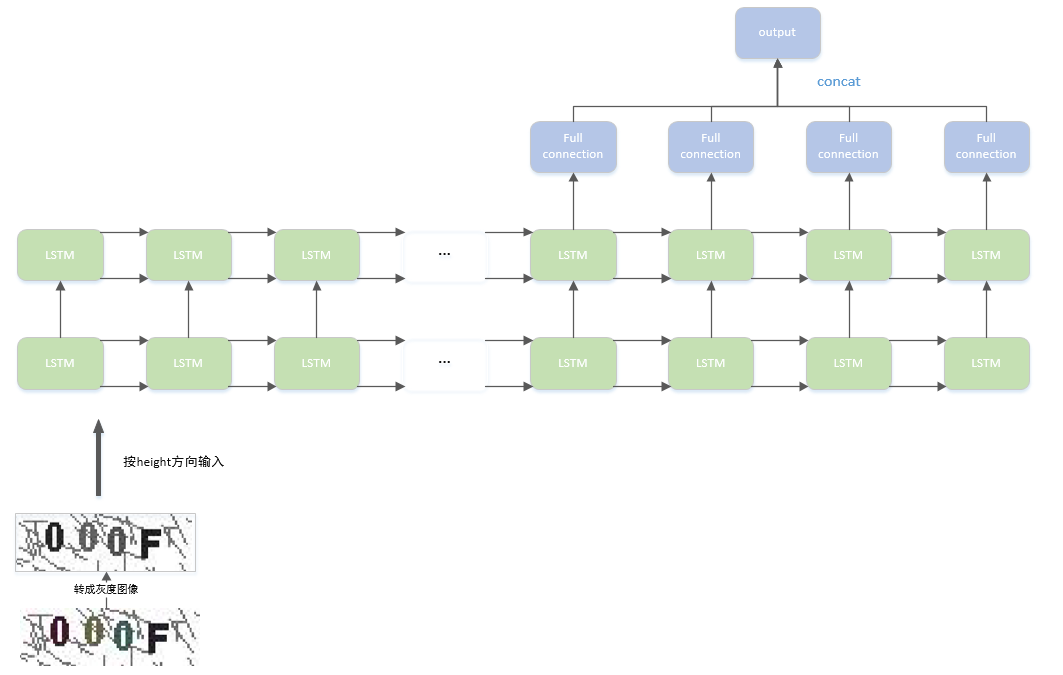 output
concat
Full
connection
Full
connection
Full
connection
Full
connection
LSTM
LSTM
LSTM
...
LSTM
LSTM
LSTM
LSTM
LSTM
LSTM
LSTM
...
LSTM
LSTM
LSTM
LSTM
按height方向输入
000F
转成灰度图像
000F